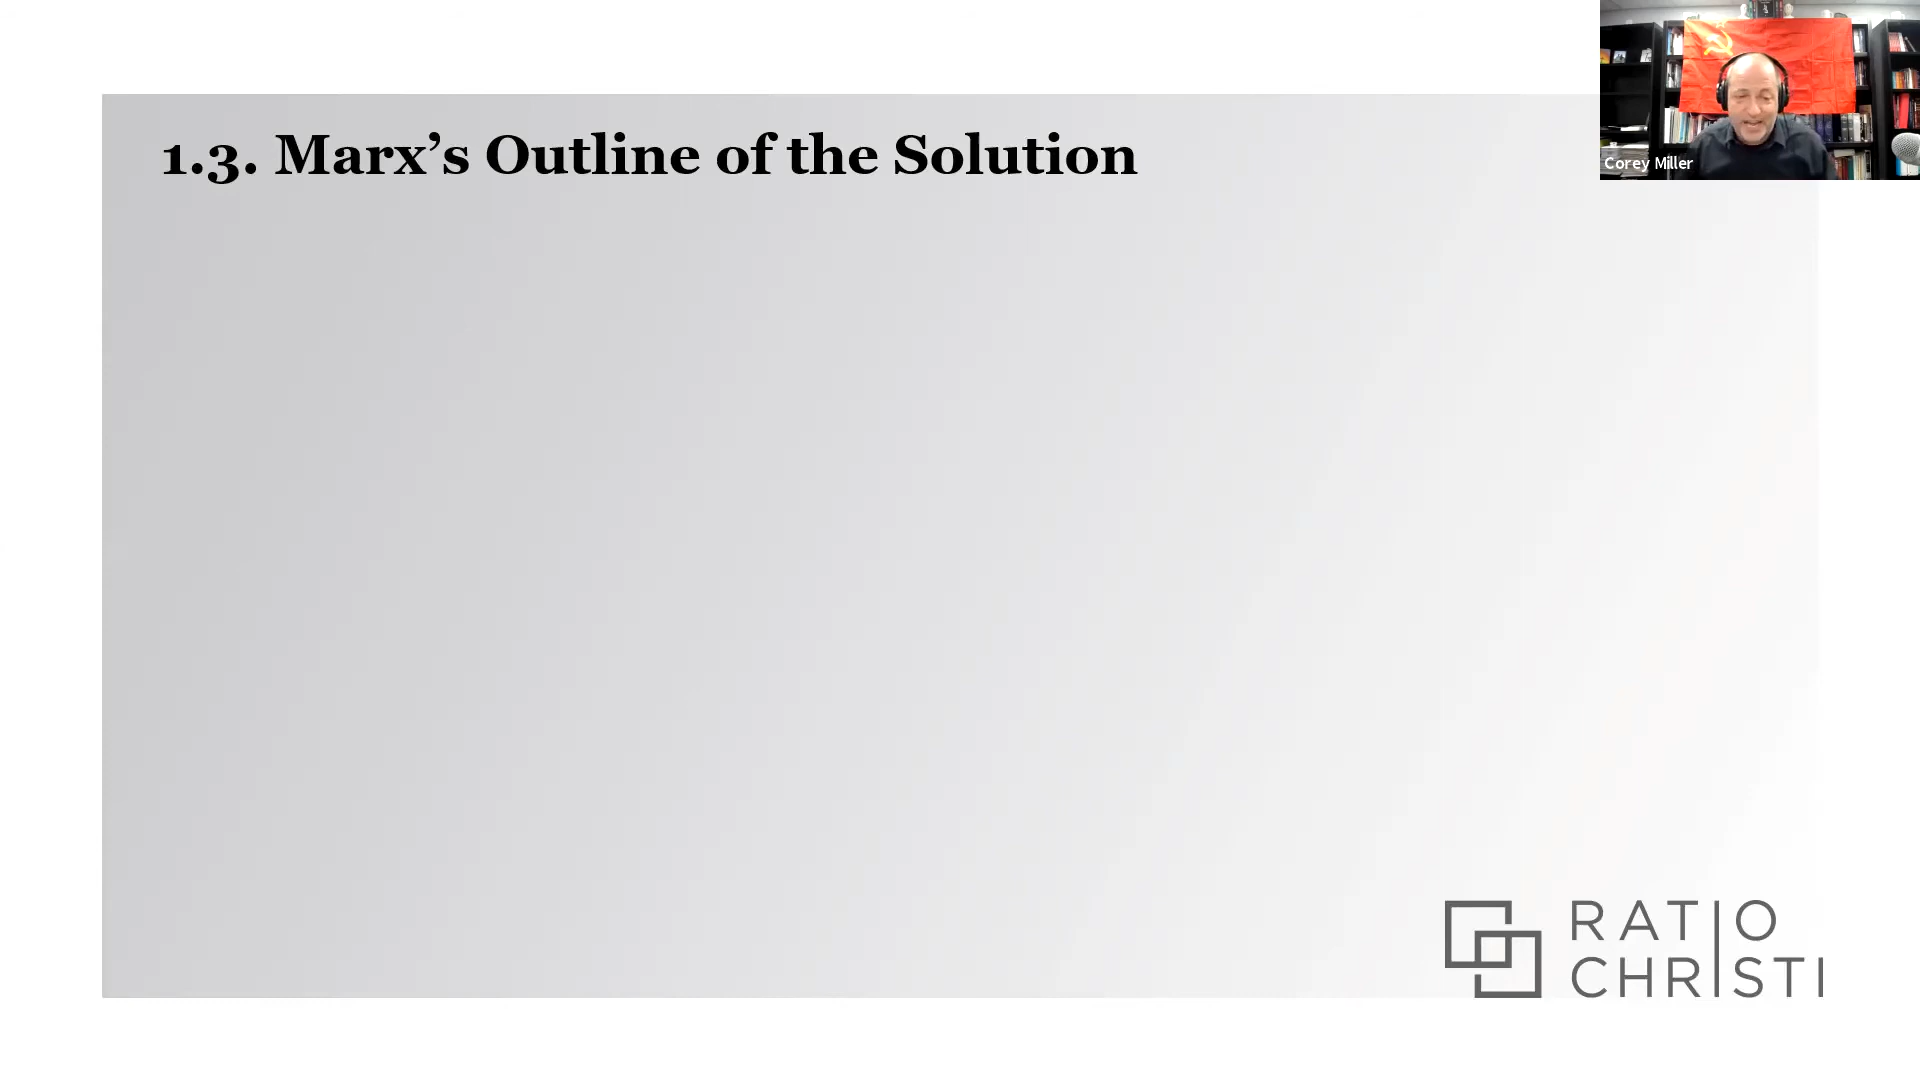 1.3. Marx’s Outline of the Solution
Corey Miller
RATIO
CHRISTI